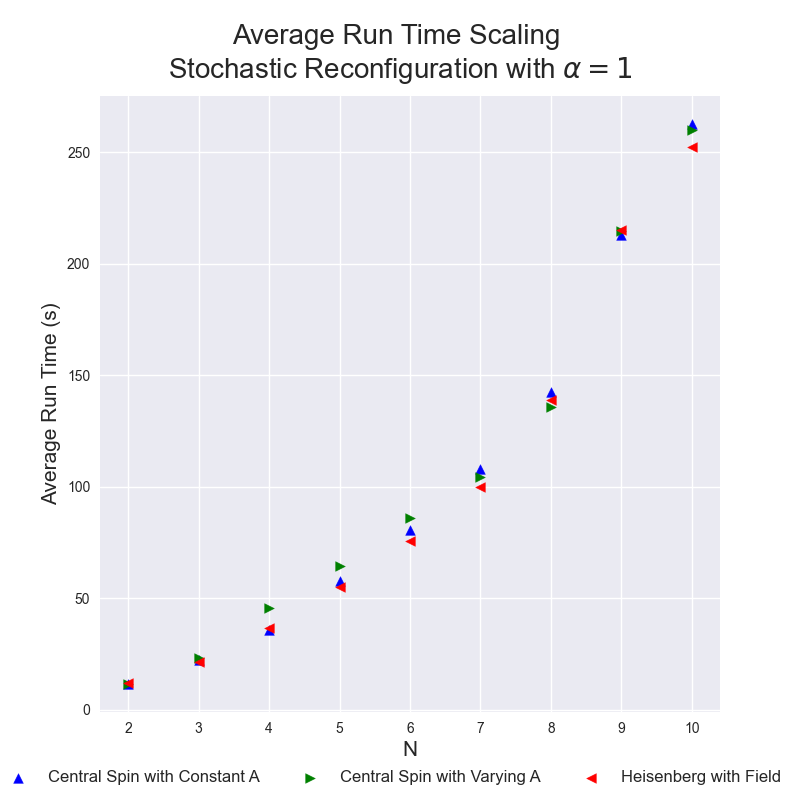 Average Run Time Scaling
Stochastic Reconfiguration with α = 1
Average Run Time (s)
250
200
150
100
50
0
2 3 4 5 6 7 8 9 10
N
Central Spin with Constant A Central Spin with Varying A Heisenberg with Field